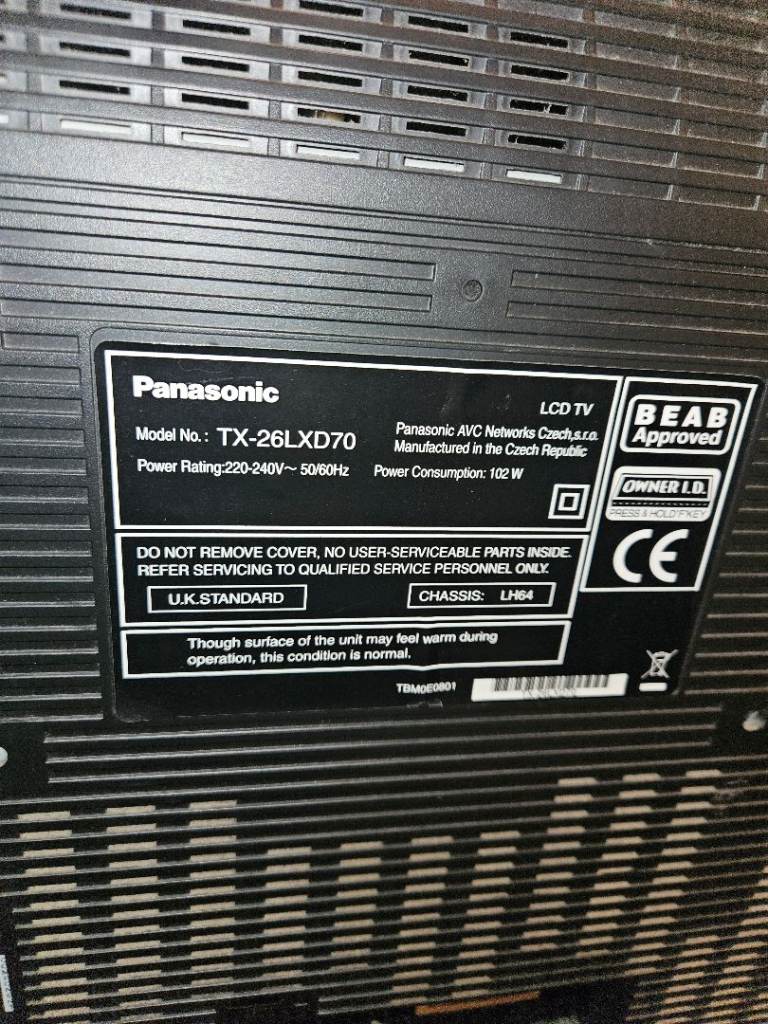 Panasonic
LCD TV
Model No. : TX-26LXD70
Panasonic AVC Networks Czech,s.r.o.
Manufactured in the Czech Republic
Power Rating:220-240V~ 50/60Hz
Power Consumption: 102 W
BEAB
Approved
OWNER I.D.
PRESS & HOLD'F'KEY
CE
DO NOT REMOVE COVER, NO USER-SERVICEABLE PARTS INSIDE.
REFER SERVICING TO QUALIFIED SERVICE PERSONNEL ONLY.
U.K.STANDARD
CHASSIS: LH64
Though surface of the unit may feel warm during
operation, this condition is normal.
TBM0E0801